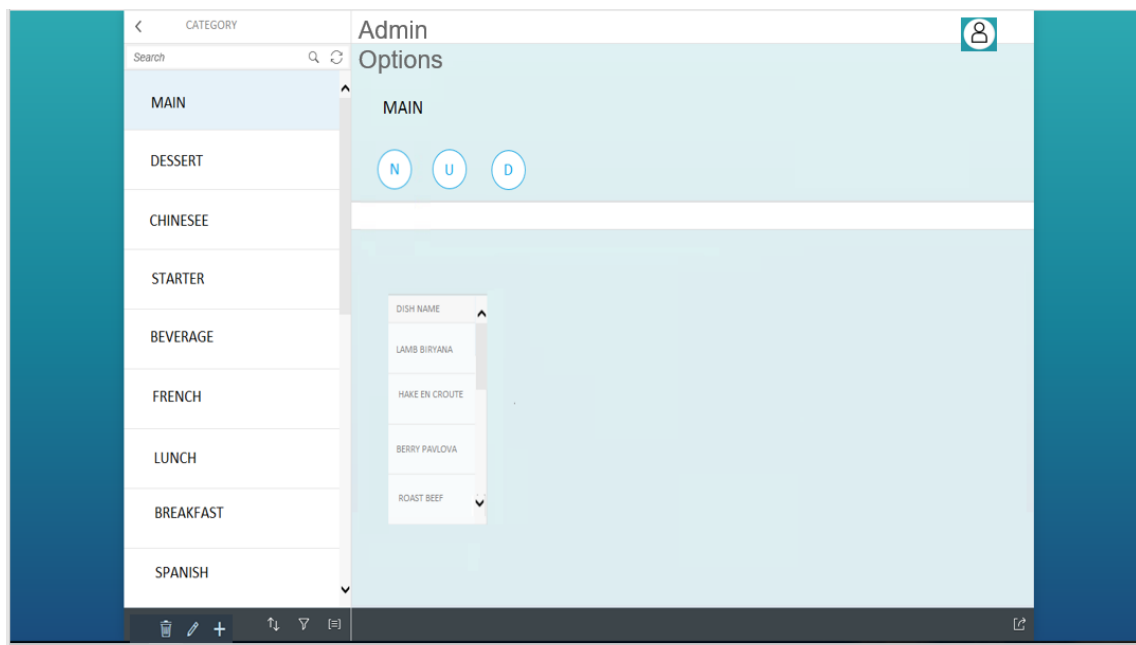 CATEGORY
Search
MAIN
DESSERT
CHINESEE
STARTER
BEVERAGE
FRENCH
LUNCH
BREAKFAST
SPANISH
Admin
Options
MAIN
N U D
DISH NAME
LAMB BIRYANA
HAKE EN CROUTE
BERRY PAVLOVA
ROAST BEEF